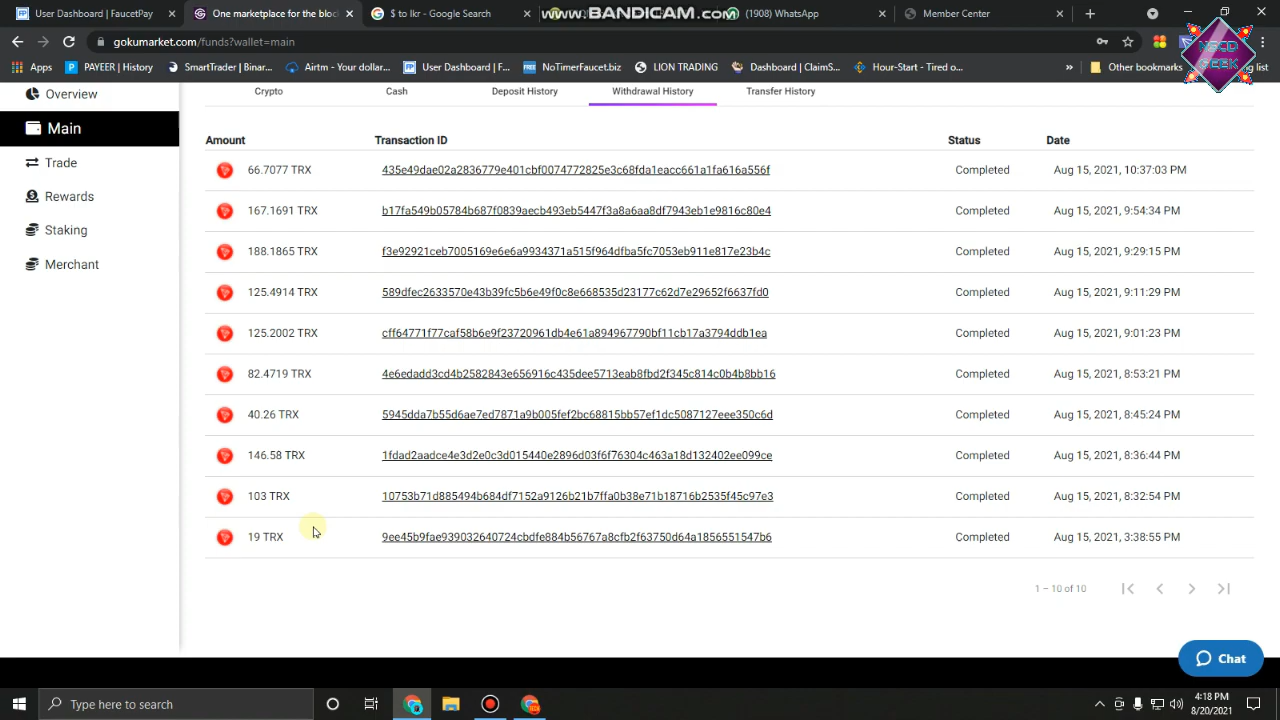 User Dashboard | FaucetPay
One marketplace for the bloc
$ to lkr - Google Search
www.BANDICAM.com
(1908) WhatsApp
Member Center
gokumarket.com/funds?wallet=main
Apps
PAYEER | History
SmartTrader | Binar...
Airtm - Your dollar...
User Dashboard | F...
NoTimerFaucet.biz
LION TRADING
Dashboard | ClaimS...
Hour-Start - Tired o...
»
Other bookmarks
GEEK
Overview
Main
Trade
Rewards
Staking
Merchant
Crypto
Cash
Deposit History
Withdrawal History
Transfer History
Amount Transaction ID Status Date
66.7077 TRX 435e49dae02a2836779e401cbf0074772825e3c68fda1eacc661a1fa616a556f Completed Aug 15, 2021, 10:37:03 PM
167.1691 TRX b17fa549b05784b687f0839aecb493eb5447f3a8a6aa8df7943eb1e9816c80e4 Completed Aug 15, 2021, 9:54:34 PM
188.1865 TRX f3e92921ceb7005169e6e6a9934371a515f964dfba5fc7053eb911e817e23b4c Completed Aug 15, 2021, 9:29:15 PM
125.4914 TRX 589dfec2633570e43b39fc5b6e49f0c8e668535d23177c62d7e29652f6637fd0 Completed Aug 15, 2021, 9:11:29 PM
125.2002 TRX cff64771f77caf58b6e9f23720961db4e61a894967790bf11cb17a3794ddb1ea Completed Aug 15, 2021, 9:01:23 PM
82.4719 TRX 4e6edadd3cd4b2582843e656916c435dee5713eab8fbd2f345c814c0b4b8bb16 Completed Aug 15, 2021, 8:53:21 PM
40.26 TRX 5945dda7b55d6ae7ed7871a9b005fef2bc68815bb57ef1dc5087127eee350c6d Completed Aug 15, 2021, 8:45:24 PM
146.58 TRX 1fdad2aadce4e3d2e0c3d015440e2896d03f6f76304c463a18d132402ee099ce Completed Aug 15, 2021, 8:36:44 PM
103 TRX 10753b71d885494b684df7152a9126b21b7ffa0b38e71b18716b2535f45c97e3 Completed Aug 15, 2021, 8:32:54 PM
19 TRX 9ee45b9fae939032640724cbdfe884b56767a8cfb2f63750d64a1856551547b6 Completed Aug 15, 2021, 3:38:55 PM
1 – 10 of 10
Chat
Type here to search
4:18 PM
8/20/2021